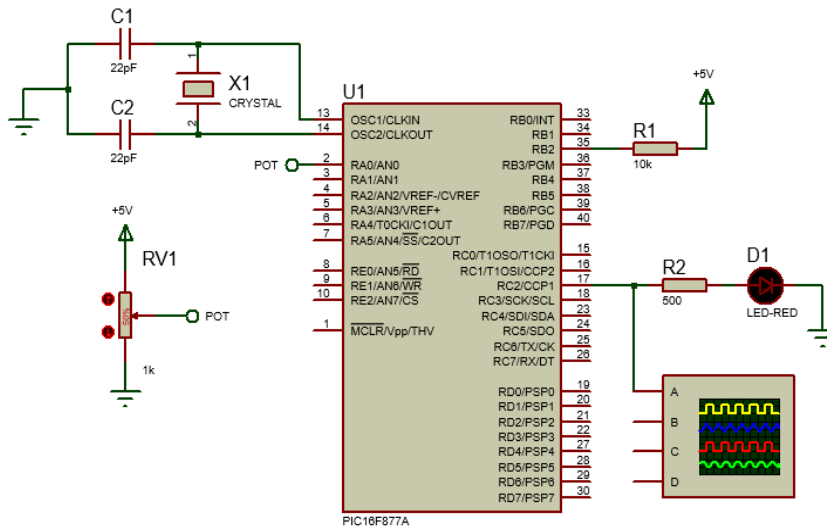 C1
22pF
X1
CRYSTAL
1
2
C2
22pF
U1
PIC16F877A
13 OSC1/CLKIN
14 OSC2/CLKOUT
POT
2 RA0/AN0
3 RA1/AN1
4 RA2/AN2/VREF-/CVREF
5 RA3/AN3/VREF+
6 RA4/T0CKI/C1OUT
7 RA5/AN4/SS/C2OUT
8 RE0/AN5/RD
9 RE1/AN6/WR
10 RE2/AN7/CS
1 MCLR/Vpp/THV
RB0/INT 33
RB1 34
RB2 35
RB3/PGM 36
RB4 37
RB5 38
RB6/PGC 39
RB7/PGD 40
RC0/T1OSO/T1CKI 15
RC1/T1OSI/CCP2 16
RC2/CCP1 17
RC3/SCK/SCL 18
RC4/SDI/SDA 23
RC5/SDO 24
RC6/TX/CK 25
RC7/RX/DT 26
RD0/PSP0 19
RD1/PSP1 20
RD2/PSP2 21
RD3/PSP3 22
RD4/PSP4 27
RD5/PSP5 28
RD6/PSP6 29
RD7/PSP7 30
+5V
RV1
50%
POT
1k
+5V
R1
10k
R2
500
D1
LED-RED
A
B
C
D